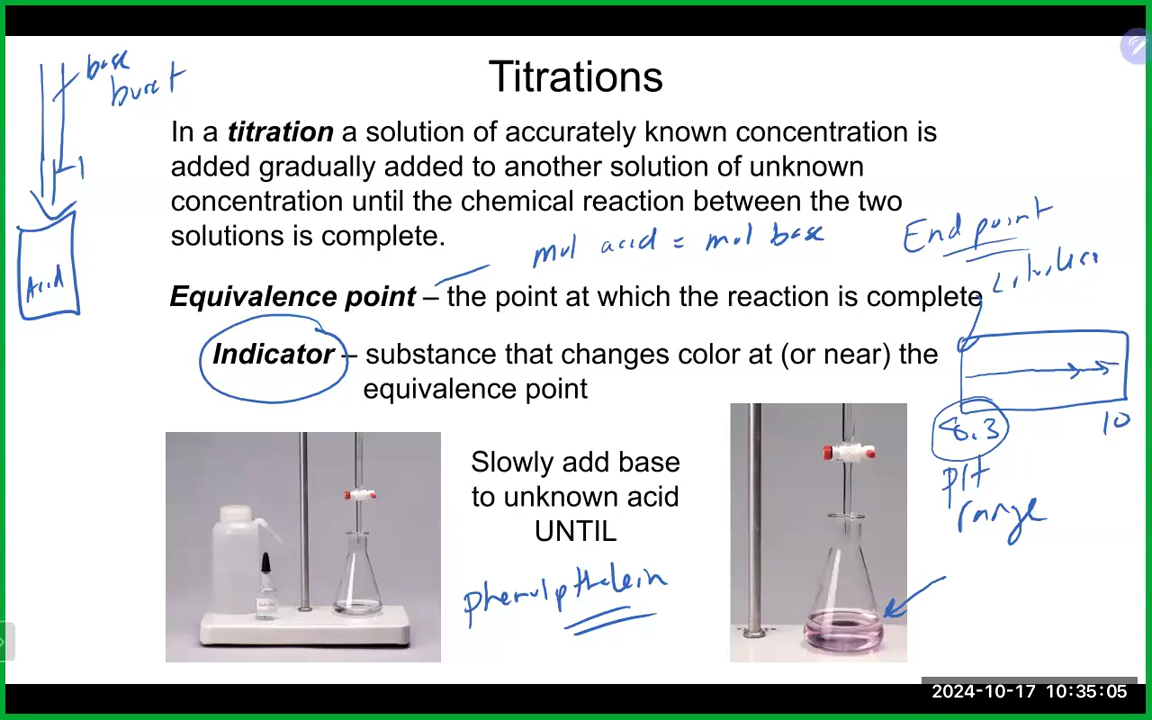 base
buret
Titrations
In a titration a solution of accurately known concentration is
added gradually added to another solution of unknown
concentration until the chemical reaction between the two
solutions is complete.
mol acid = mol base
End point
Acid
Equivalence point – the point at which the reaction is complete
Indicator – substance that changes color at (or near) the
equivalence point
8.3
10
pH
range
Slowly add base
to unknown acid
UNTIL
phenulpthelein
2024-10-17 10:35:05